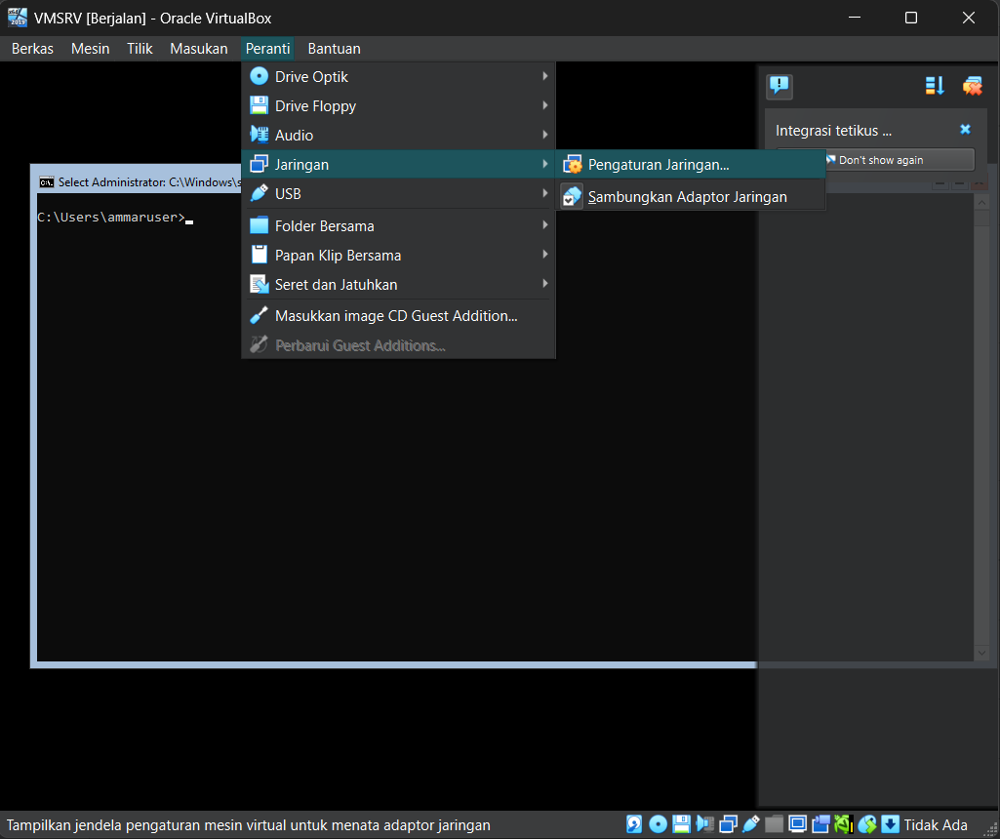 VMSRV [Berjalan] - Oracle VirtualBox
Berkas Mesin Tilik Masukan Peranti Bantuan
Drive Optik
Drive Floppy
Audio
Jaringan
USB
Folder Bersama
Papan Klip Bersama
Seret dan Jatuhkan
Masukkan image CD Guest Addition...
Perbarui Guest Additions...
Pengaturan Jaringan...
Sambungkan Adaptor Jaringan
Integrasi tetikus ...
Don't show again
Select Administrator: C:\Windows\s
C:\Users\ammaruser>
Tampilkan jendela pengaturan mesin virtual untuk menata adaptor jaringan
Tidak Ada